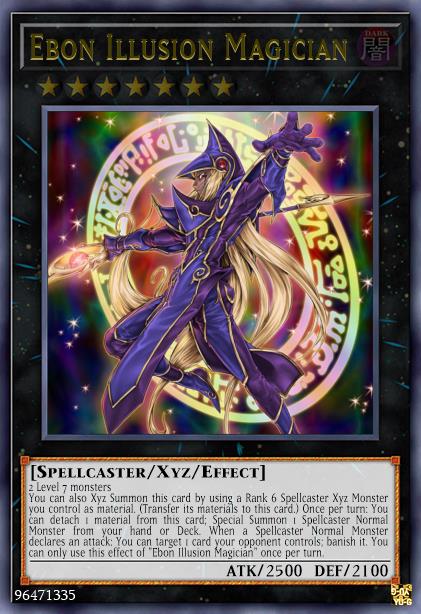 Ebon Illusion Magician
DARK
闇
[Spellcaster/Xyz/Effect]
2 Level 7 monsters
You can also Xyz Summon this card by using a Rank 6 Spellcaster Xyz Monster
you control as material. (Transfer its materials to this card.) Once per turn: You
can detach 1 material from this card; Special Summon 1 Spellcaster Normal
Monster from your hand or Deck. When a Spellcaster Normal Monster
declares an attack: You can target 1 card your opponent controls; banish it. You
can only use this effect of "Ebon Illusion Magician" once per turn.
ATK/2500 DEF/2100
96471335